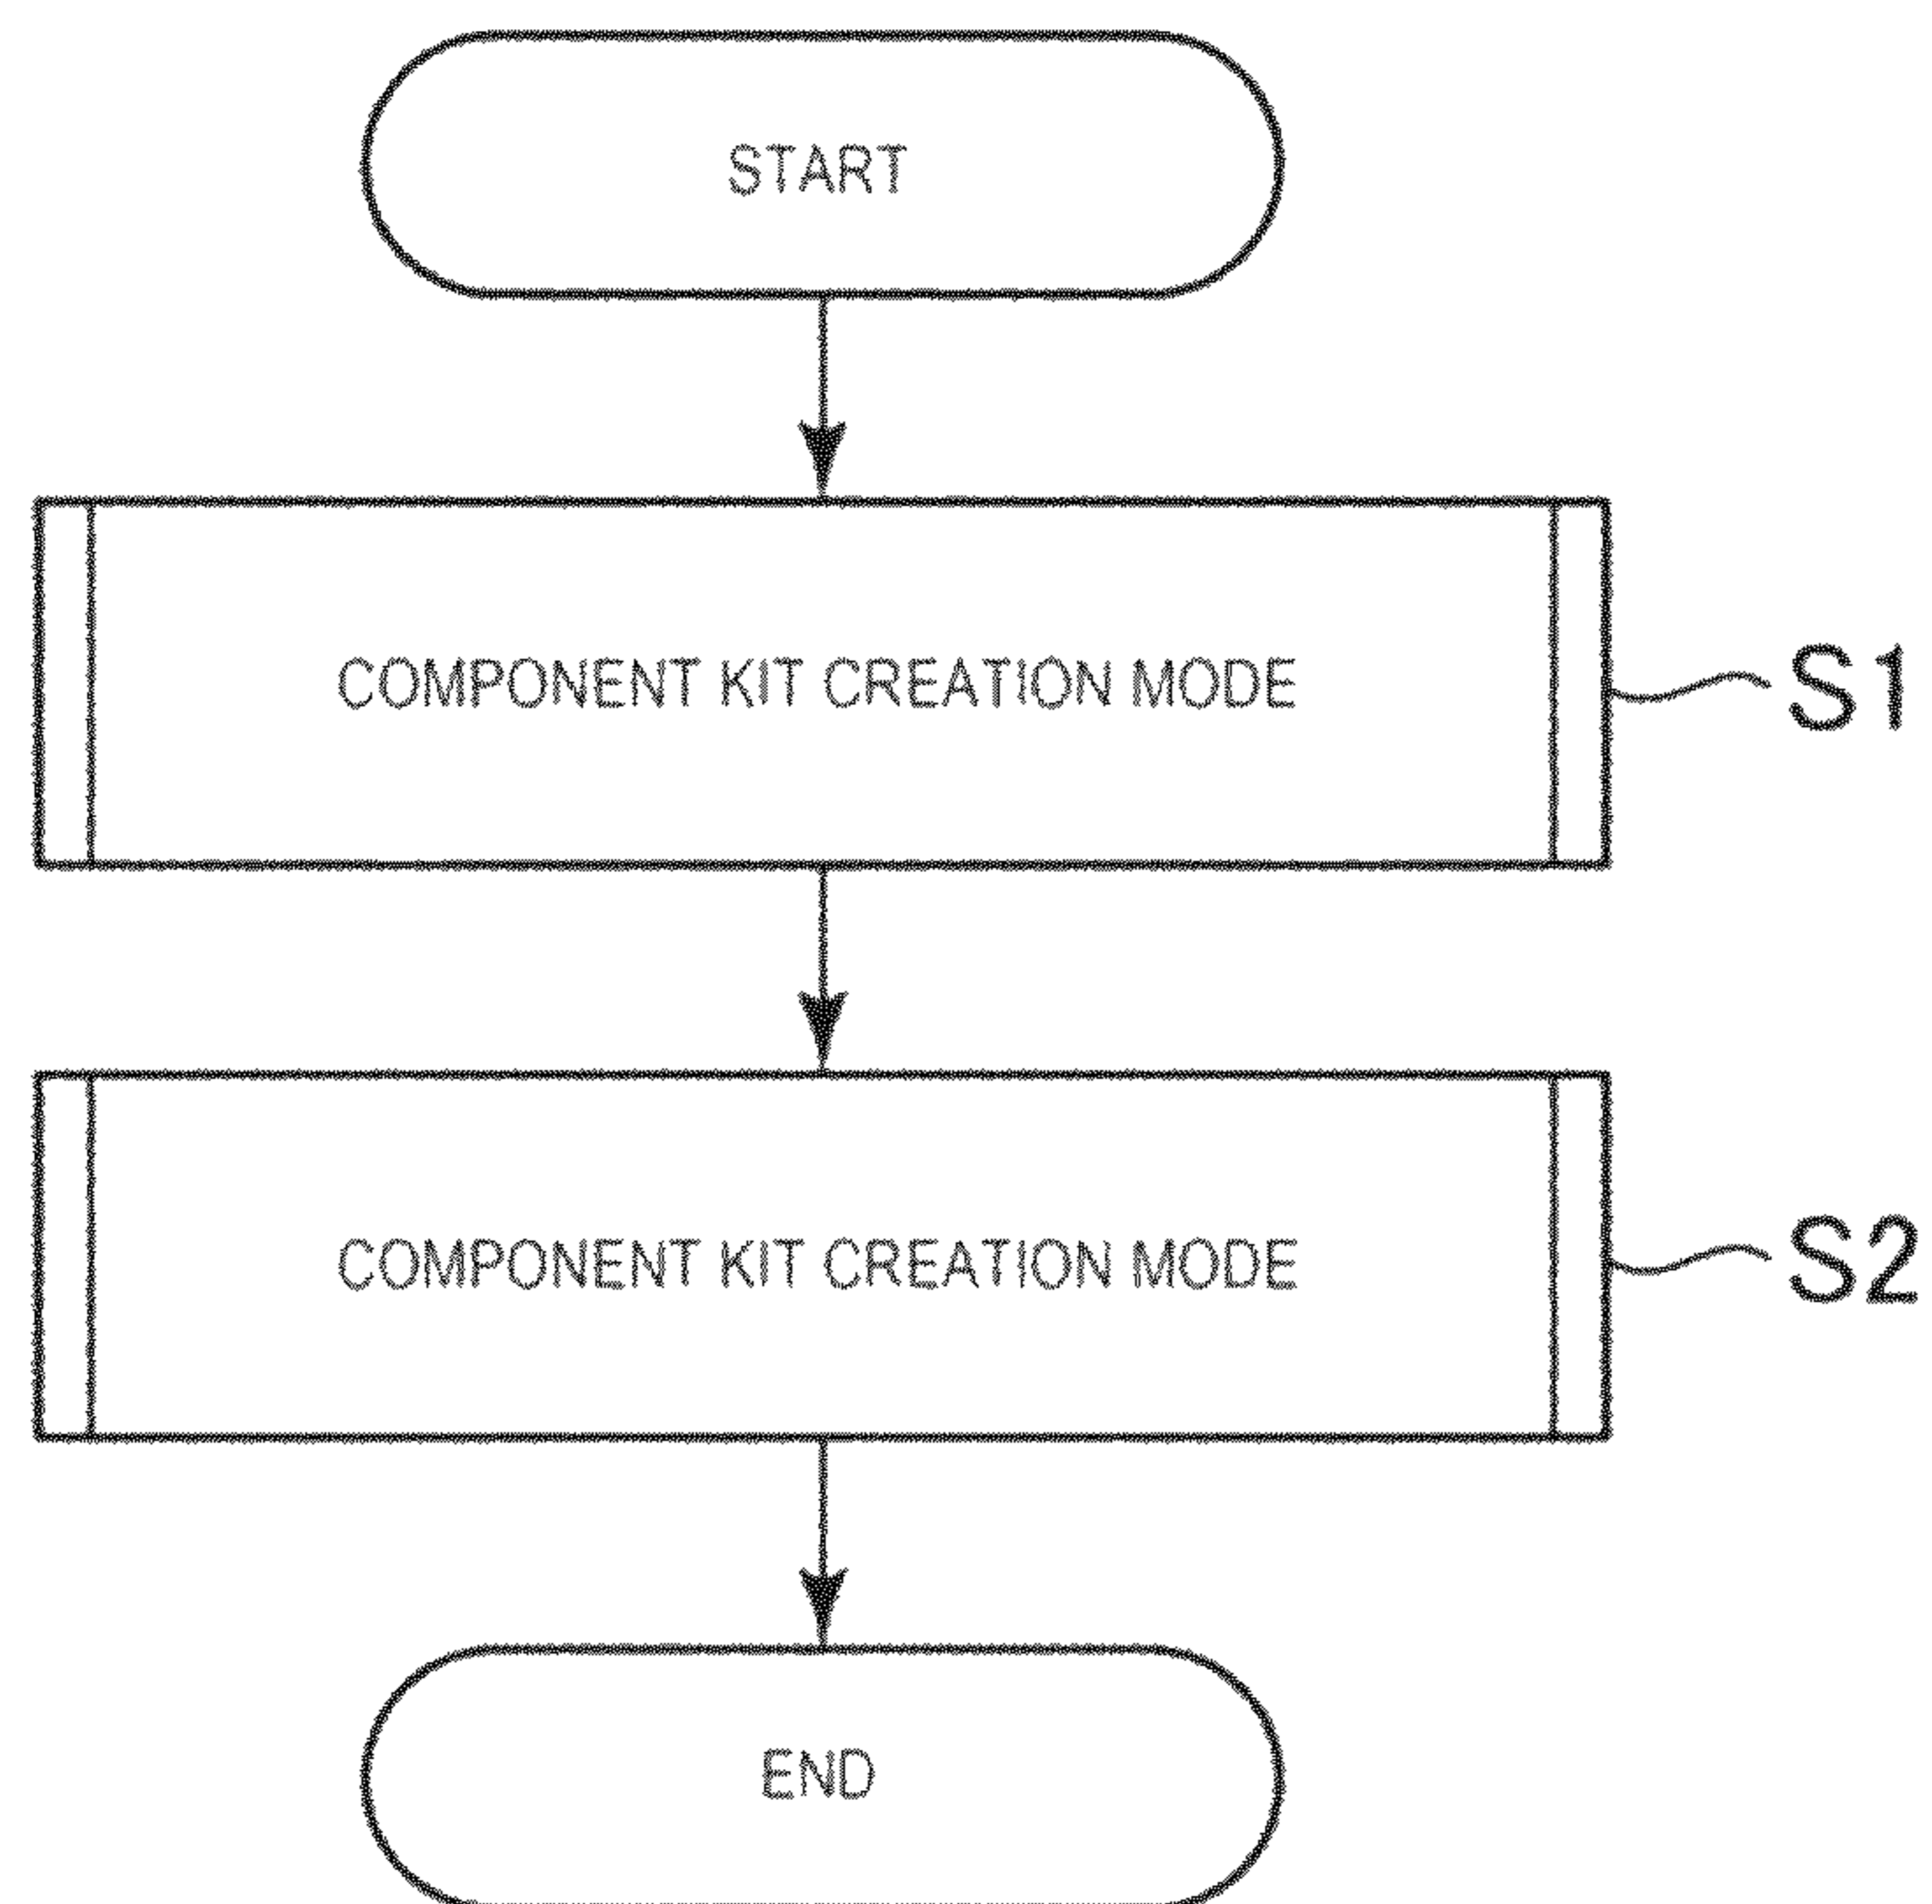 START
COMPONENT KIT CREATION MODE
S1
COMPONENT KIT CREATION MODE
S2
END